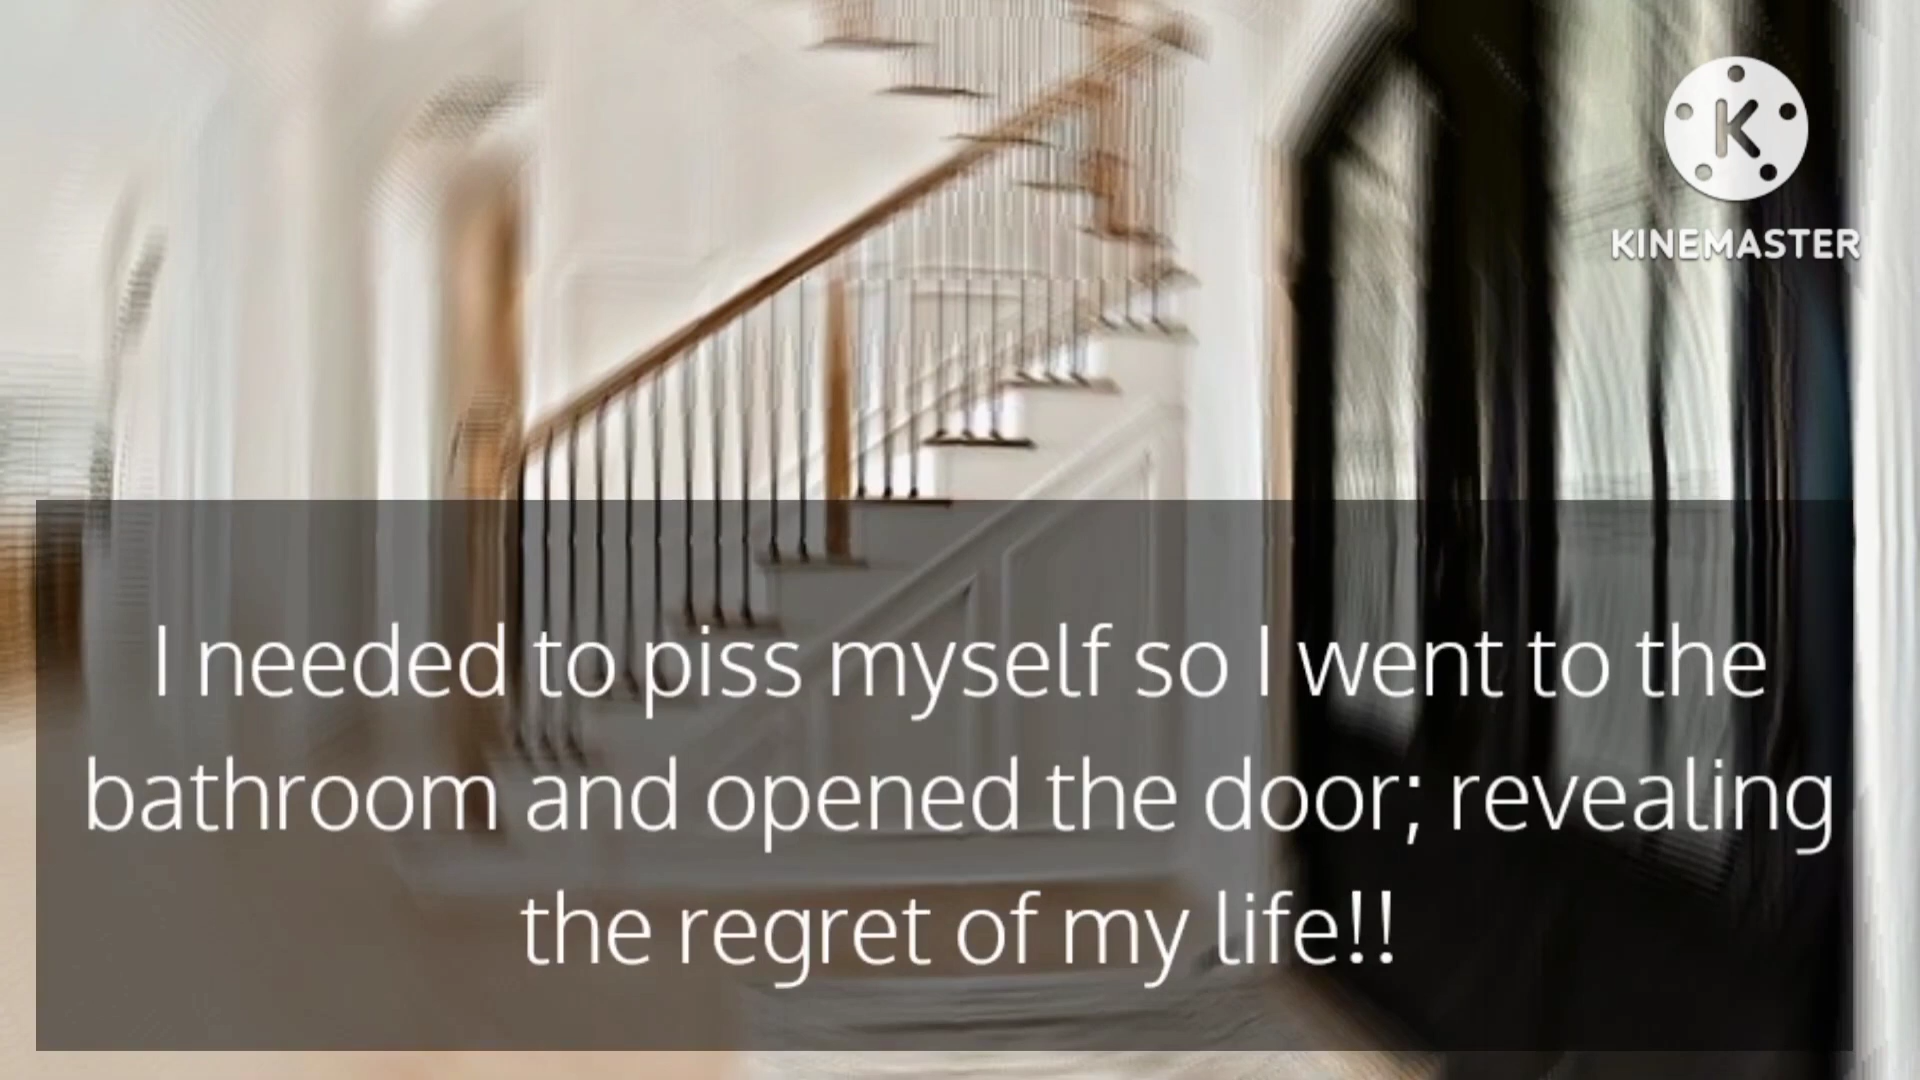 K
KINEMASTER
I needed to piss myself so I went to the
bathroom and opened the door; revealing
the regret of my life!!